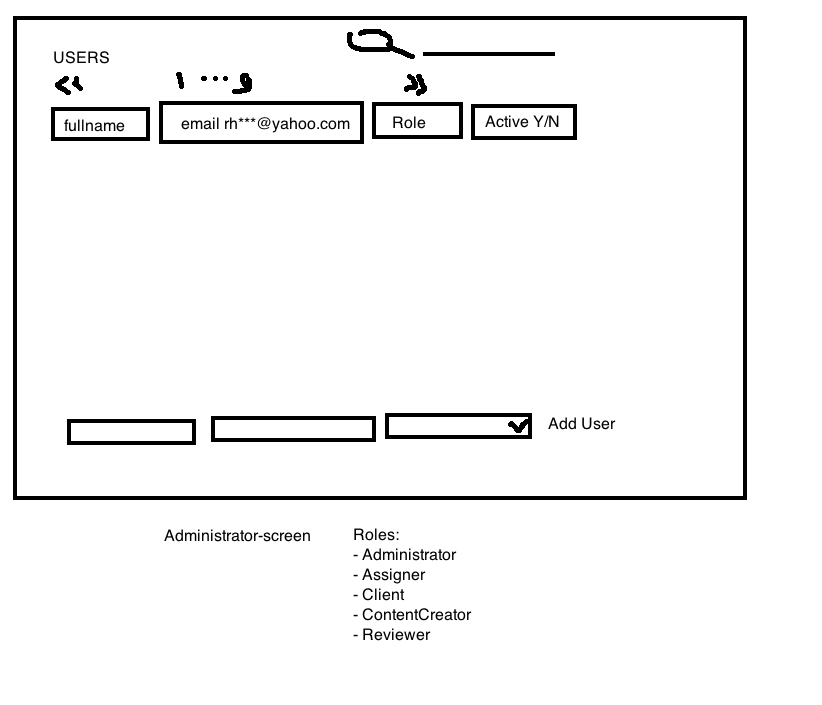 USERS
<< 1 ... 9 >>
fullname
email rh***@yahoo.com
Role
Active Y/N
Add User
Administrator-screen
Roles:
- Administrator
- Assigner
- Client
- ContentCreator
- Reviewer